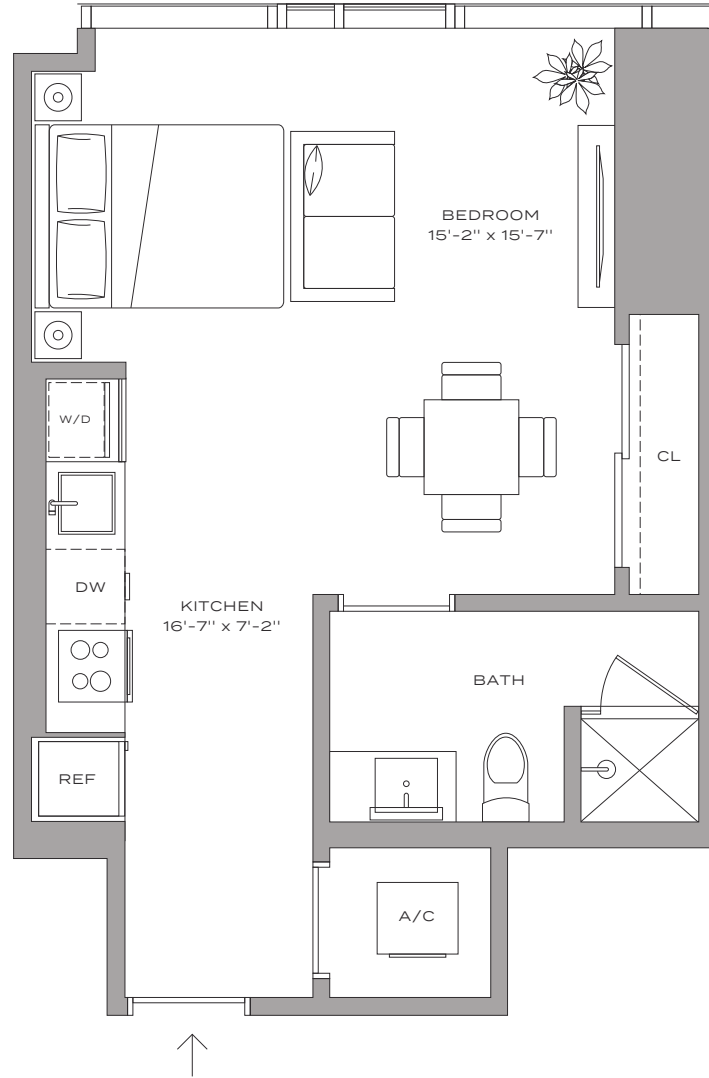 BEDROOM
15'-2" x 15'-7"
W/D
CL
DW
KITCHEN
16'-7" x 7'-2"
BATH
REF
A/C